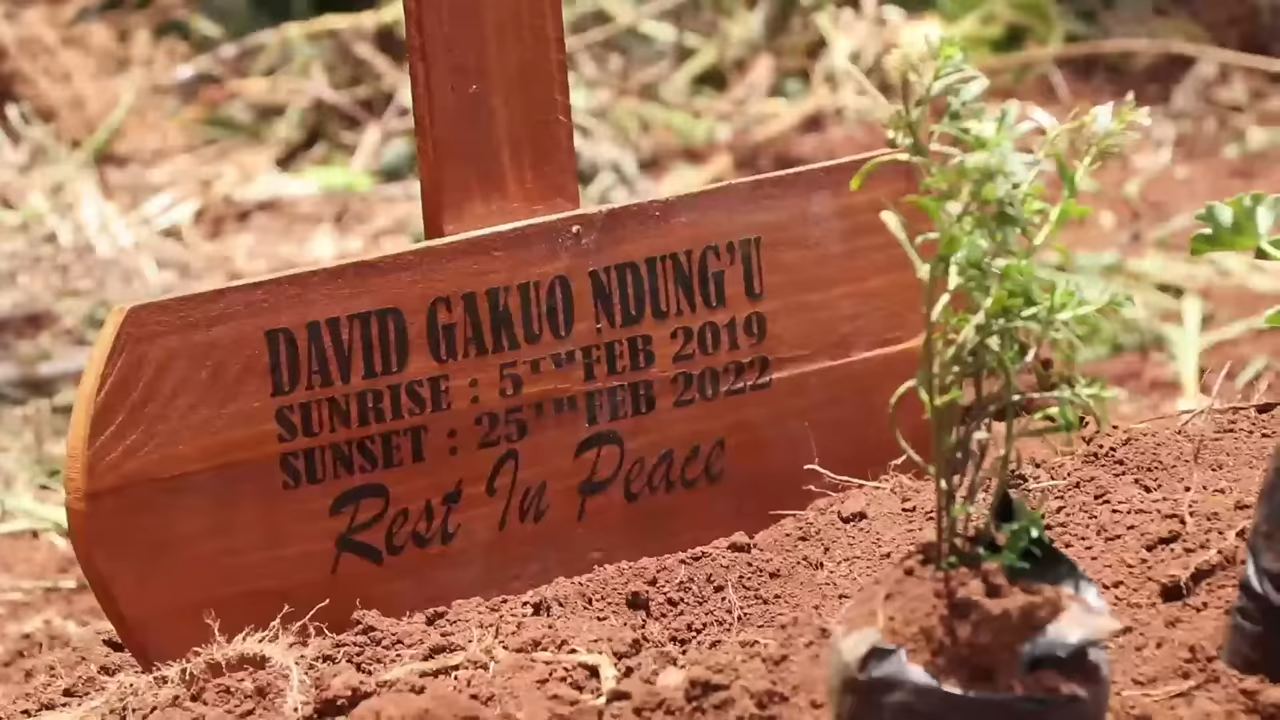 DAVID GAKUO NDUNG'U
SUNRISE : 5TH FEB 2019
SUNSET : 25TH FEB 2022
Rest In Peace